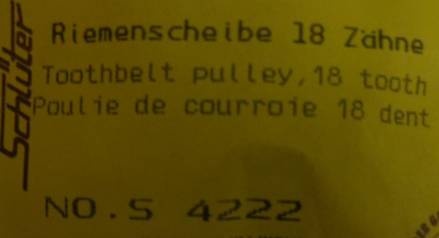 Schlüter
Riemenscheibe 18 Zähne
Toothbelt pulley,18 tooth
Poulie de courroie 18 dent
NO.S 4222